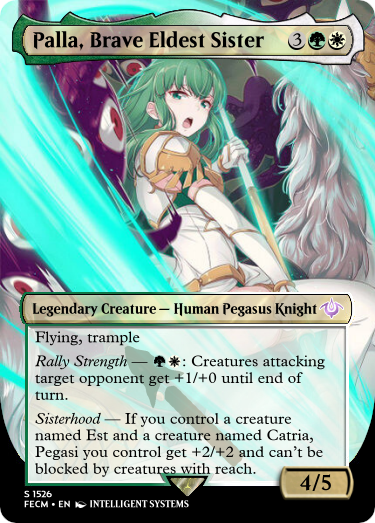 Palla, Brave Eldest Sister 3
Legendary Creature — Human Pegasus Knight
Flying, trample
Rally Strength — : Creatures attacking
target opponent get +1/+0 until end of
turn.
Sisterhood — If you control a creature
named Est and a creature named Catria,
Pegasi you control get +2/+2 and can't be
blocked by creatures with reach.
4/5
S 1526
FECM • EN INTELLIGENT SYSTEMS